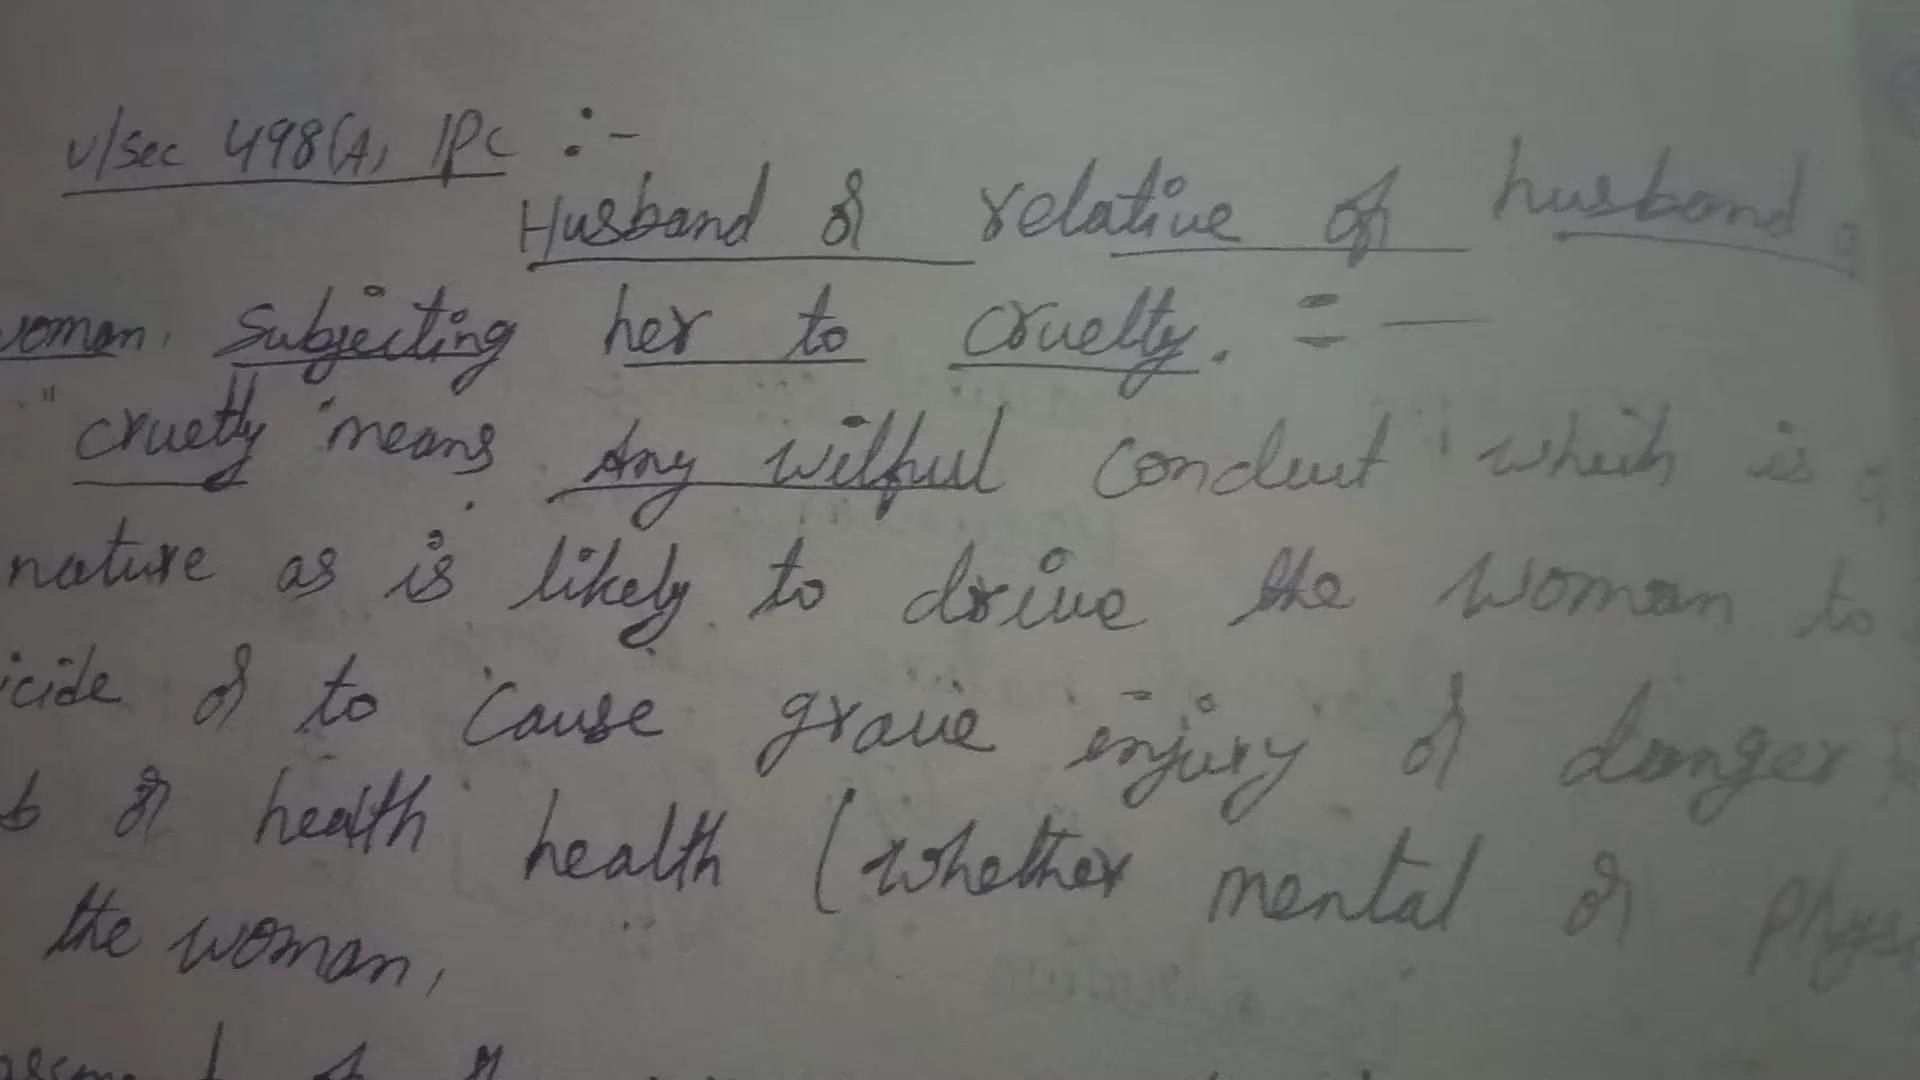 u/sec 498(A) IPC :-
Husband or relative of husband
woman. Subjecting her to cruelty. :-
"cruetly" means Any wilful conduct which is
nature as is likely to drive the woman to
icide or to cause grave injury or danger
b or health health (whether mental or phys
the woman,